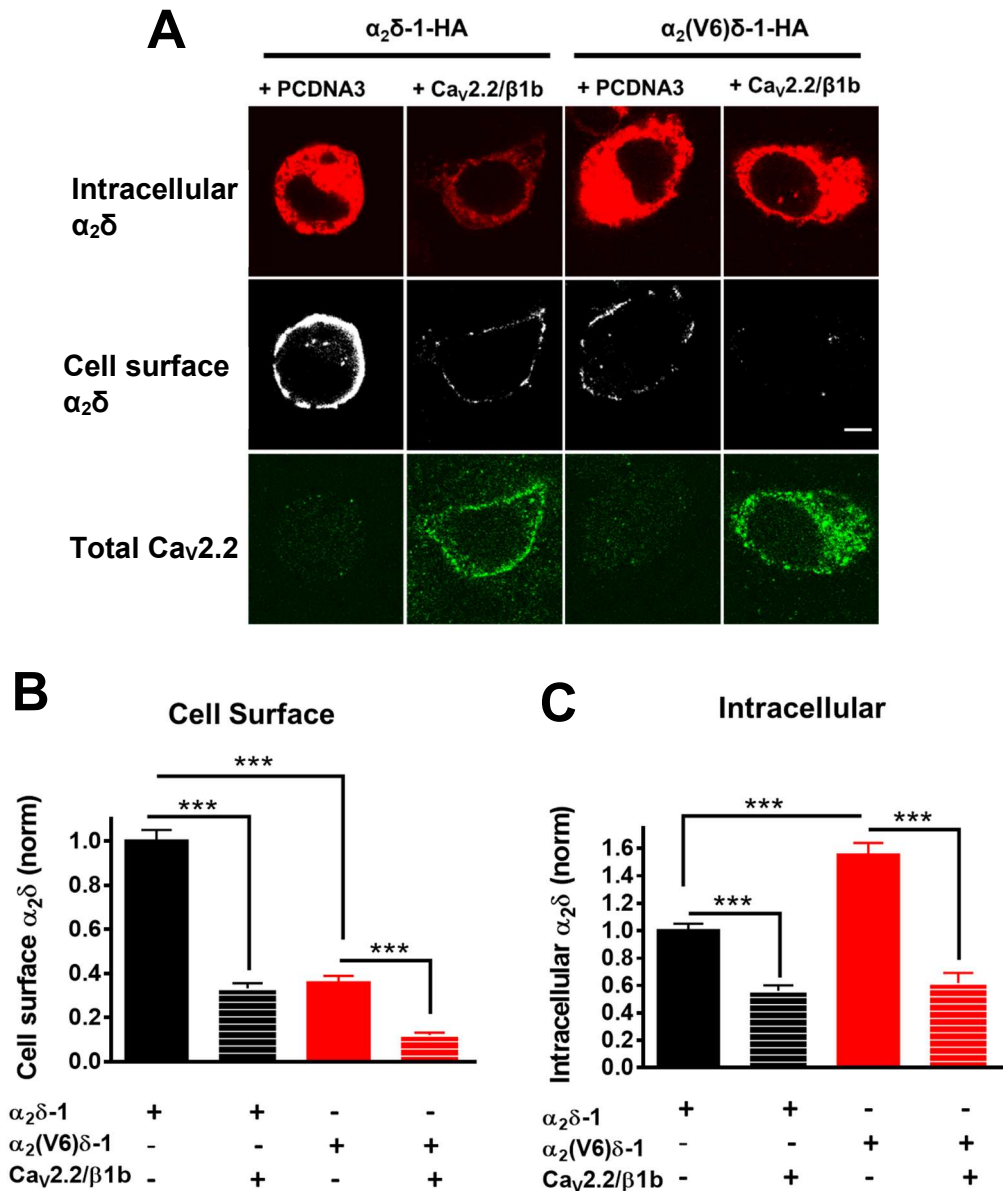 A
α₂δ-1-HA α₂(V6)δ-1-HA
+ PCDNA3 + Caᵥ2.2/β1b + PCDNA3 + Caᵥ2.2/β1b
Intracellular
α₂δ
Cell surface
α₂δ
Total Caᵥ2.2
B
Cell Surface
Cell surface α₂δ (norm)
***
***
***
1.0
0.8
0.6
0.4
0.2
0.0
α₂δ-1 + + - -
α₂(V6)δ-1 - - + +
Caᵥ2.2/β1b - + - +
C
Intracellular
Intracellular α₂δ (norm)
***
***
***
1.6
1.4
1.2
1.0
0.8
0.6
0.4
0.2
0.0
α₂δ-1 + + - -
α₂(V6)δ-1 - - + +
Caᵥ2.2/β1b - + - +